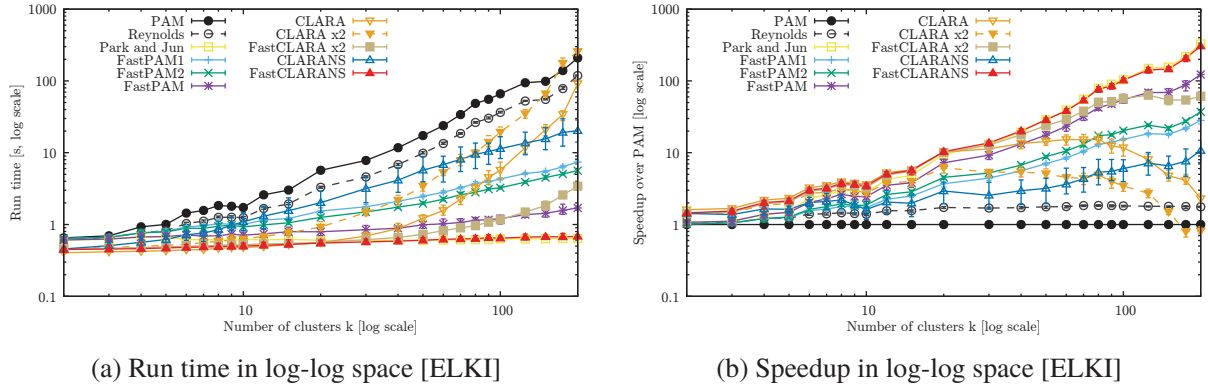 1000
100
10
1
0.1
10
100
Run time [s, log scale]
Number of clusters k [log scale]
PAM
Reynolds
Park and Jun
FastPAM1
FastPAM2
FastPAM
CLARA
CLARA x2
FastCLARA x2
CLARANS
FastCLARANS
(a) Run time in log-log space [ELKI]
1000
100
10
1
0.1
10
100
Speedup over PAM [log scale]
Number of clusters k [log scale]
PAM
Reynolds
Park and Jun
FastPAM1
FastPAM2
FastPAM
CLARA
CLARA x2
FastCLARA x2
CLARANS
FastCLARANS
(b) Speedup in log-log space [ELKI]